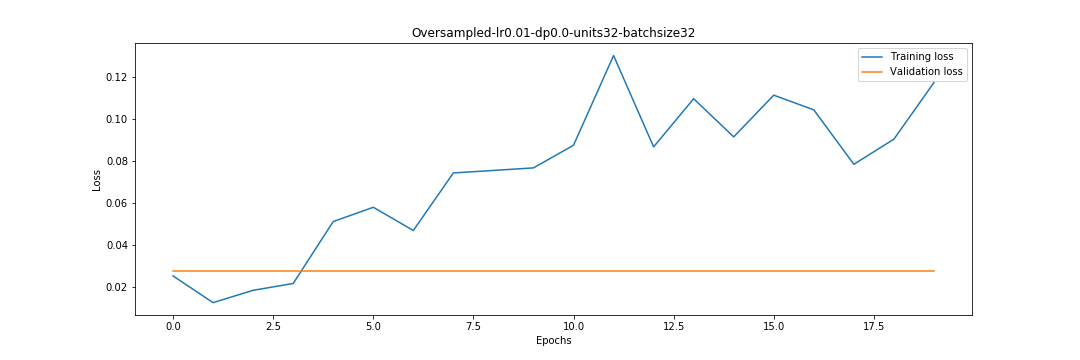 Oversampled-lr0.01-dp0.0-units32-batchsize32
Training loss
Validation loss
0.12
0.10
0.08
0.06
0.04
0.02
Loss
0.0
2.5
5.0
7.5
10.0
12.5
15.0
17.5
Epochs